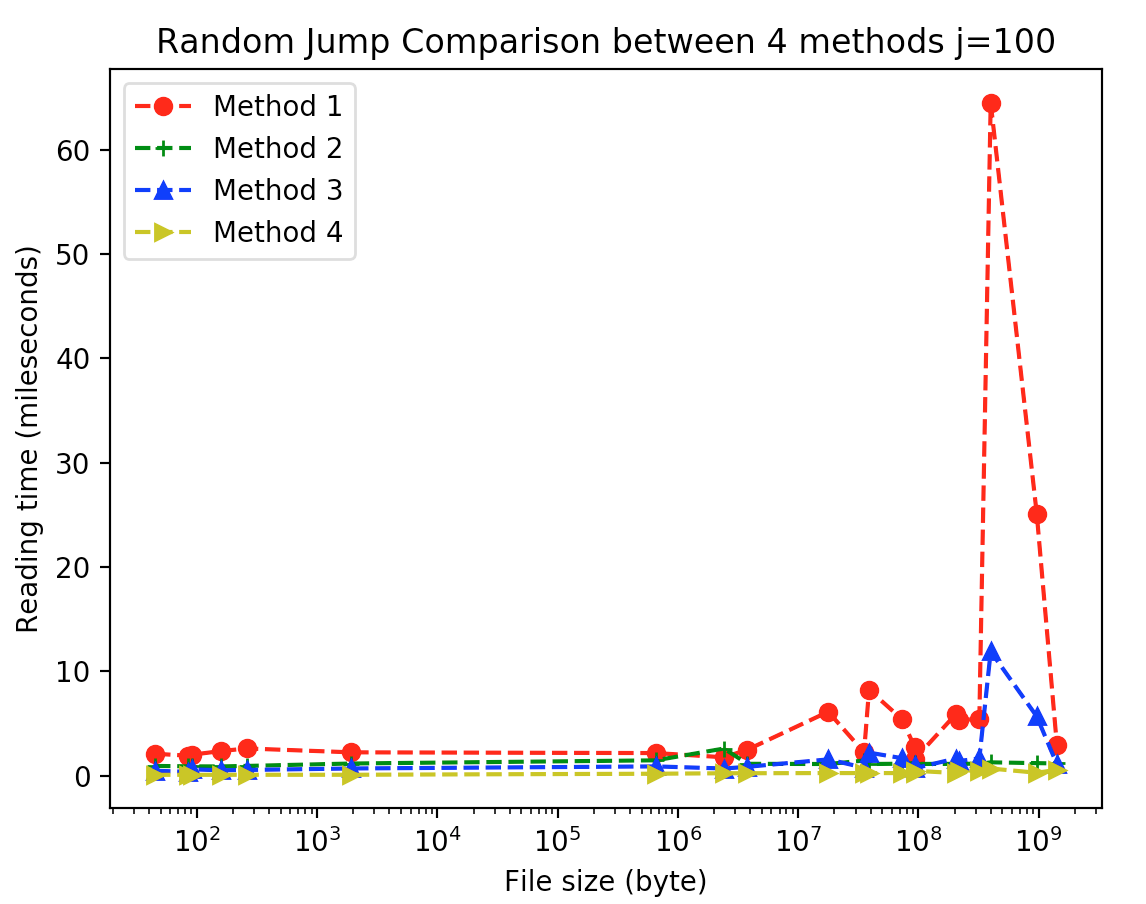 Random Jump Comparison between 4 methods j=100
Method 1
Method 2
Method 3
Method 4
Reading time (mileseconds)
60
50
40
30
20
10
0
10² 10³ 10⁴ 10⁵ 10⁶ 10⁷ 10⁸ 10⁹
File size (byte)